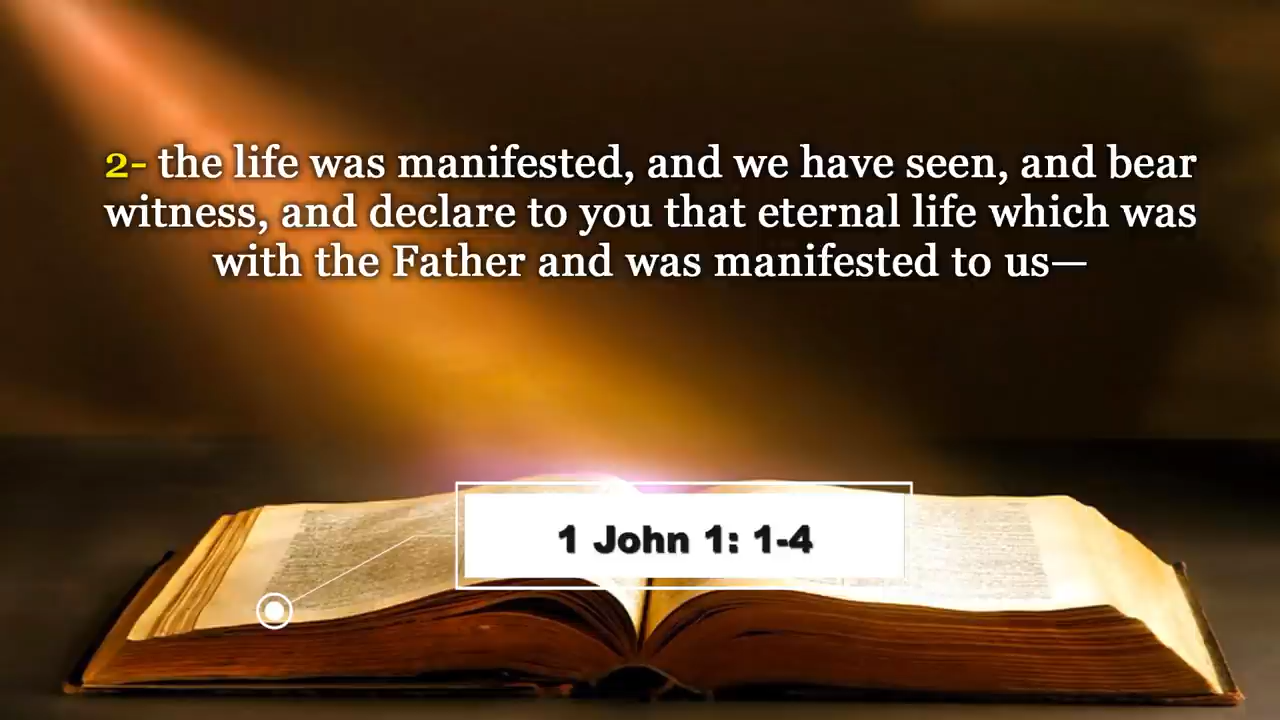 2- the life was manifested, and we have seen, and bear
witness, and declare to you that eternal life which was
with the Father and was manifested to us—
1 John 1: 1-4